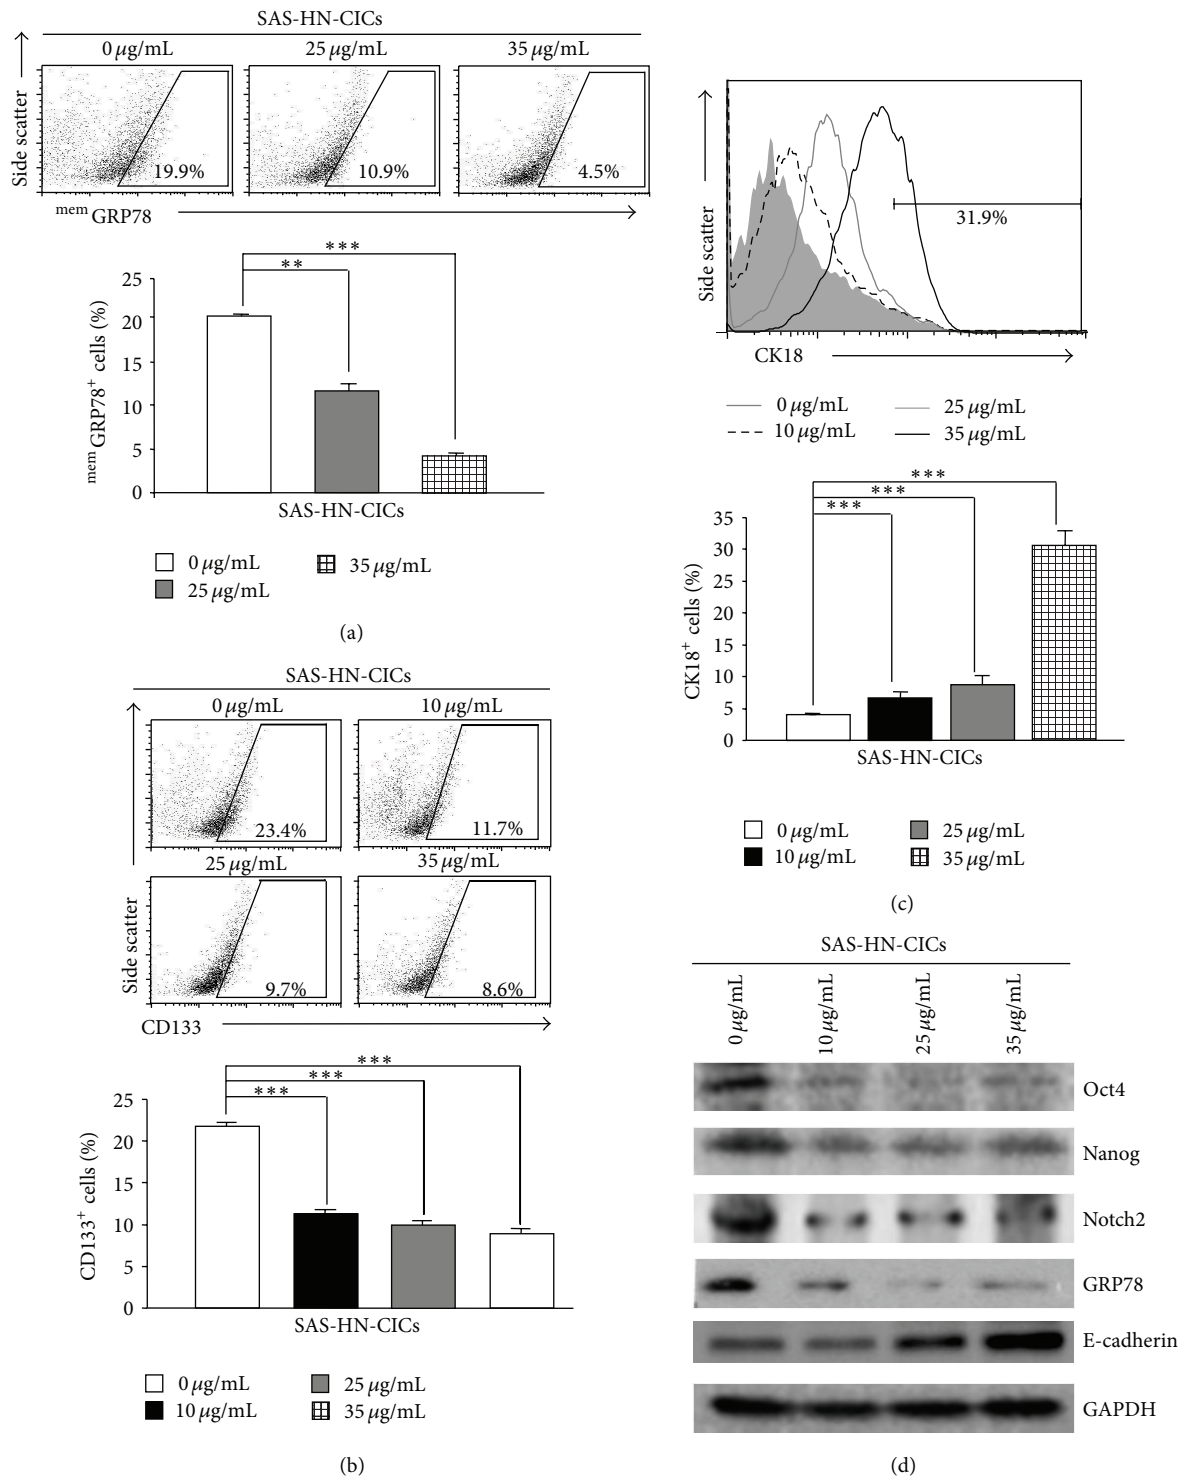 SAS-HN-CICs
0 μg/mL 25 μg/mL 35 μg/mL
Side scatter
19.9% 10.9% 4.5%
mem GRP78
*** 
**
25
20
15
10
5
0
mem GRP78+ cells (%)
SAS-HN-CICs
0 μg/mL 35 μg/mL
25 μg/mL
(a)
SAS-HN-CICs
0 μg/mL 10 μg/mL
23.4% 11.7%
25 μg/mL 35 μg/mL
Side scatter
9.7% 8.6%
CD133
***
***
***
25
20
15
10
5
0
CD133+ cells (%)
SAS-HN-CICs
0 μg/mL 25 μg/mL
10 μg/mL 35 μg/mL
(b)
Side scatter
31.9%
CK18
0 μg/mL 25 μg/mL
10 μg/mL 35 μg/mL
***
***
***
35
30
25
20
15
10
5
0
CK18+ cells (%)
SAS-HN-CICs
0 μg/mL 25 μg/mL
10 μg/mL 35 μg/mL
(c)
SAS-HN-CICs
0 μg/mL 10 μg/mL 25 μg/mL 35 μg/mL
Oct4
Nanog
Notch2
GRP78
E-cadherin
GAPDH
(d)